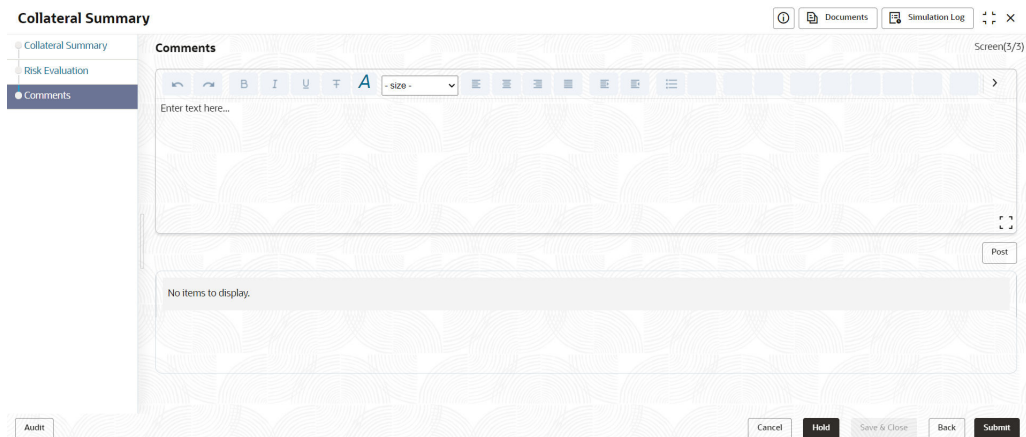 Collateral Summary
Documents
Simulation Log
Collateral Summary
Risk Evaluation
Comments
Comments
Screen(3/3)
B I U T A - size -
Enter text here...
Post
No items to display.
Audit
Cancel
Hold
Save & Close
Back
Submit